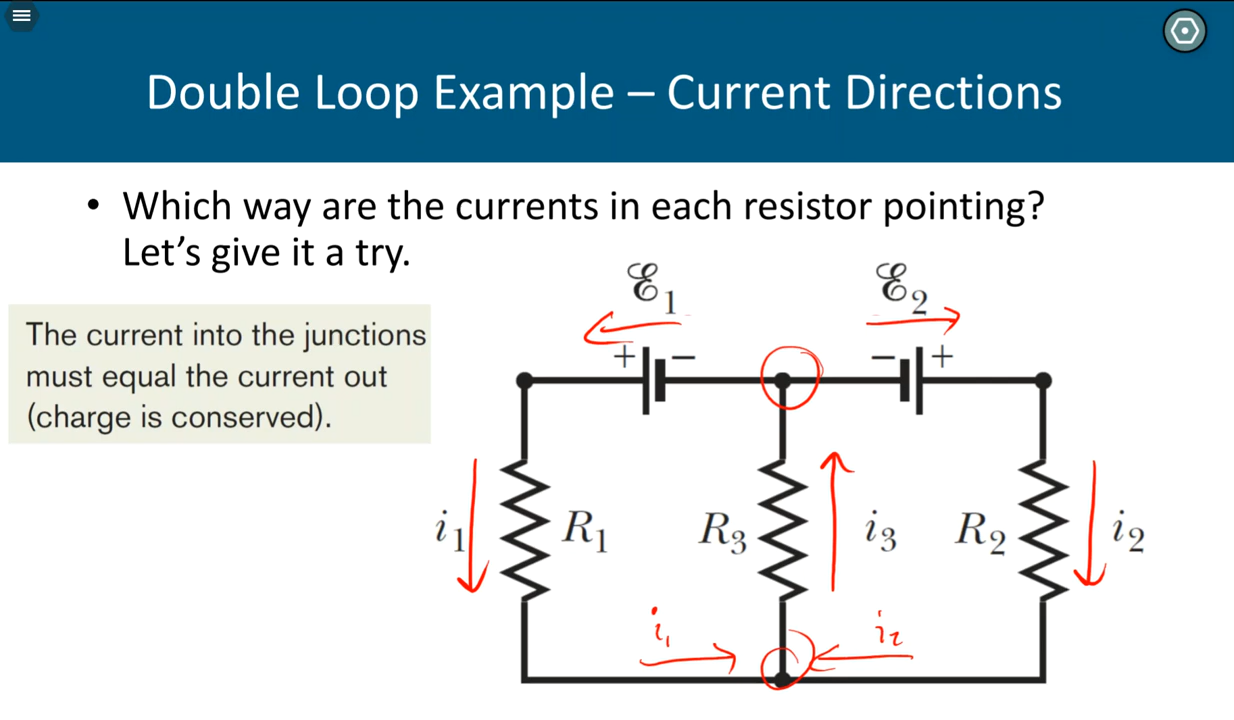 Double Loop Example – Current Directions
• Which way are the currents in each resistor pointing?
Let's give it a try.
The current into the junctions
must equal the current out
(charge is conserved).
ℰ₁ ℰ₂
+ − − +
i₁ R₁ R₃ i₃ R₂ i₂
i₁ i₂